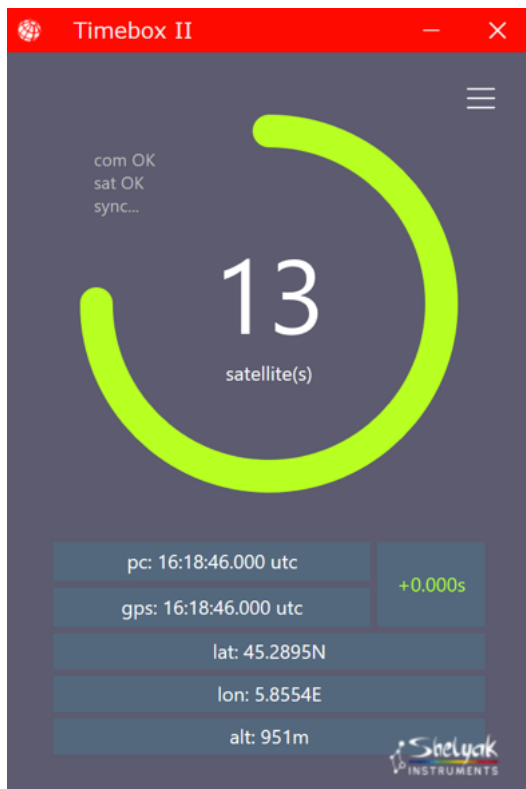 Timebox II
com OK
sat OK
sync...
13
satellite(s)
pc: 16:18:46.000 utc
gps: 16:18:46.000 utc
+0.000s
lat: 45.2895N
lon: 5.8554E
alt: 951m
Shelyak
INSTRUMENTS